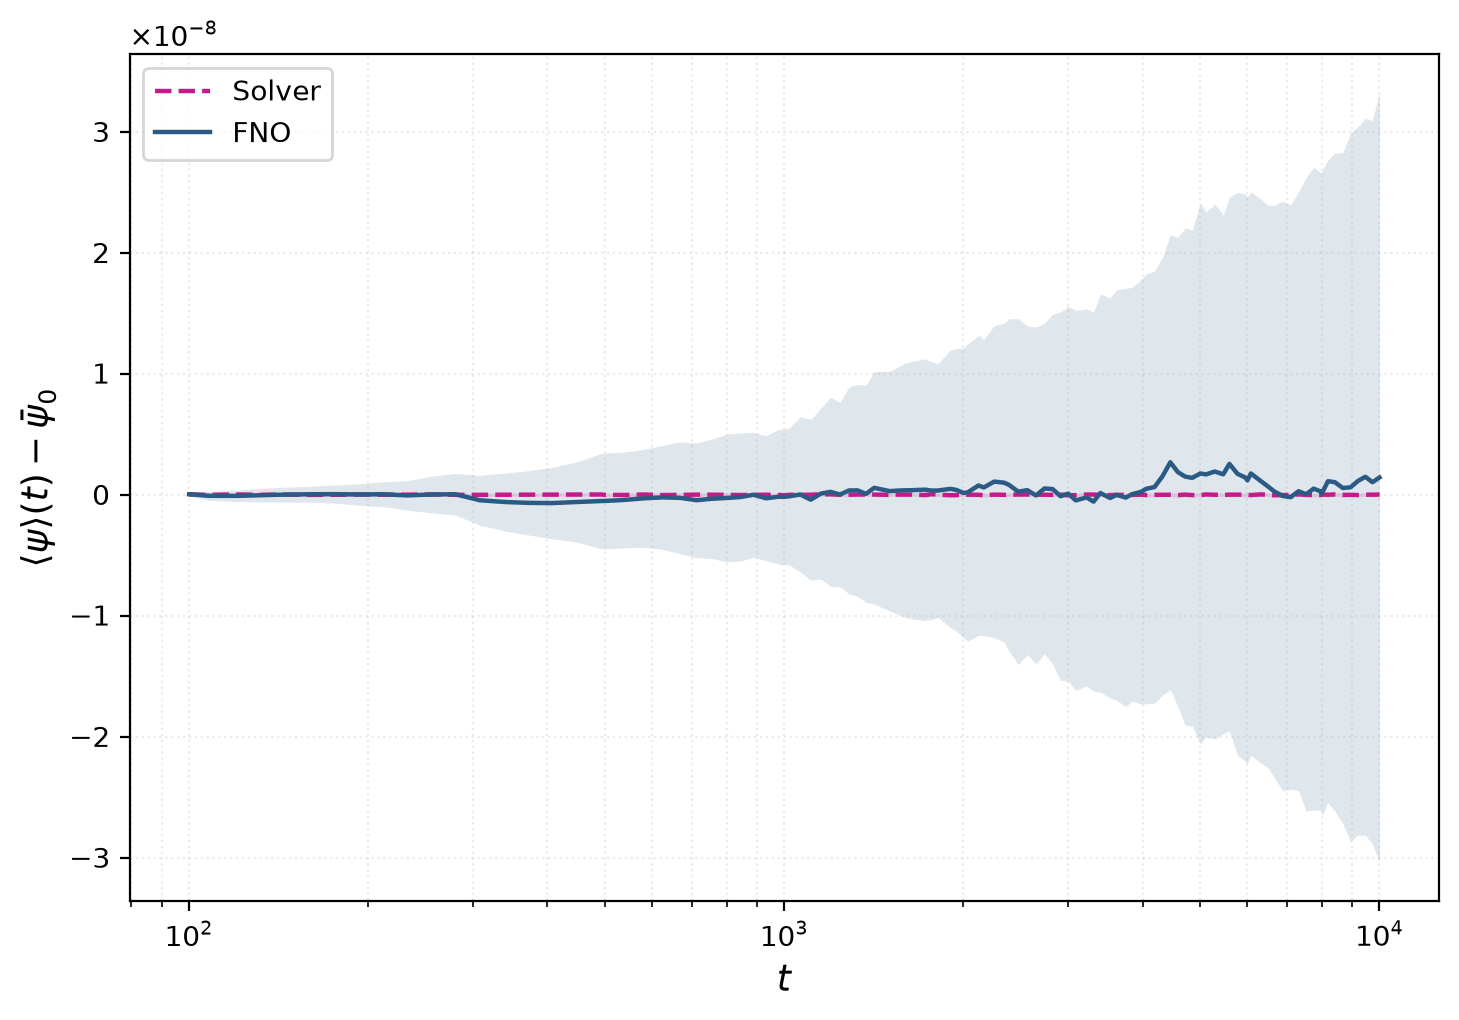 ×10⁻⁸
Solver
FNO
3
2
1
0
−1
−2
−3
⟨ψ⟩(t) − ψ̄₀
10² 10³ 10⁴
t